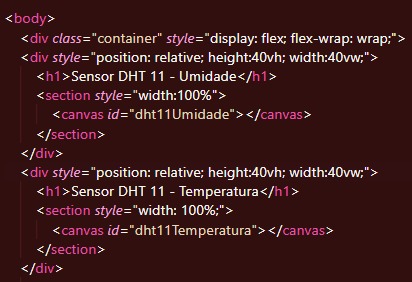 <body>
<div class="container" style="display: flex; flex-wrap: wrap;">
<div style="position: relative; height:40vh; width:40vw;">
<h1>Sensor DHT 11 - Umidade</h1>
<section style="width:100%">
<canvas id="dht11Umidade"></canvas>
</section>
</div>
<div style="position: relative; height:40vh; width:40vw;">
<h1>Sensor DHT 11 - Temperatura</h1>
<section style="width: 100%;">
<canvas id="dht11Temperatura"></canvas>
</section>
</div>